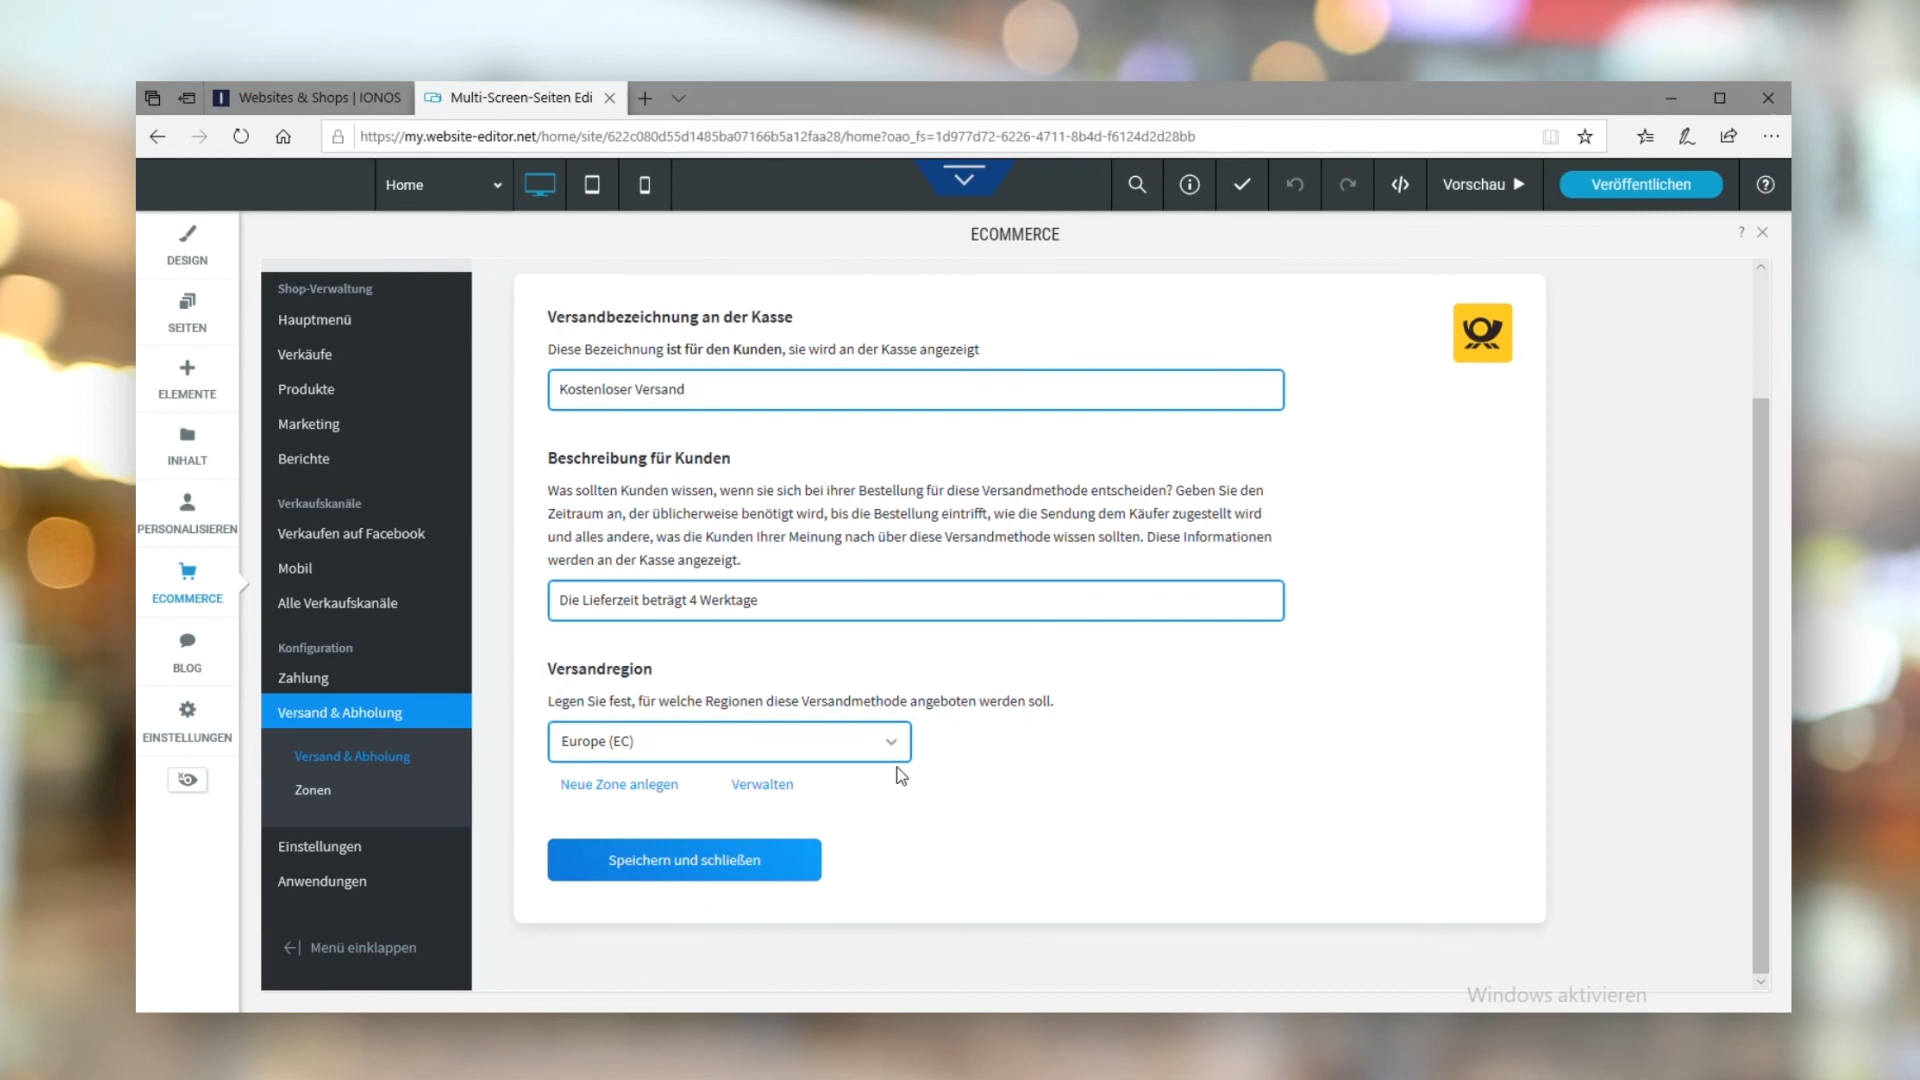 Websites & Shops | IONOS
Multi-Screen-Seiten Edi
https://my.website-editor.net/home/site/622c080d55d1485ba07166b5a12faa28/home?oao_fs=1d977d72-6226-4711-8b4d-f6124d2d28bb
Home
Vorschau
Veröffentlichen
ECOMMERCE
DESIGN
SEITEN
ELEMENTE
INHALT
PERSONALISIEREN
ECOMMERCE
BLOG
EINSTELLUNGEN
Shop-Verwaltung
Hauptmenü
Verkäufe
Produkte
Marketing
Berichte
Verkaufskanäle
Verkaufen auf Facebook
Mobil
Alle Verkaufskanäle
Konfiguration
Zahlung
Versand & Abholung
Versand & Abholung
Zonen
Einstellungen
Anwendungen
Menü einklappen
Versandbezeichnung an der Kasse
Diese Bezeichnung ist für den Kunden, sie wird an der Kasse angezeigt
Kostenloser Versand
Beschreibung für Kunden
Was sollten Kunden wissen, wenn sie sich bei ihrer Bestellung für diese Versandmethode entscheiden? Geben Sie den
Zeitraum an, der üblicherweise benötigt wird, bis die Bestellung eintrifft, wie die Sendung dem Käufer zugestellt wird
und alles andere, was die Kunden Ihrer Meinung nach über diese Versandmethode wissen sollten. Diese Informationen
werden an der Kasse angezeigt.
Die Lieferzeit beträgt 4 Werktage
Versandregion
Legen Sie fest, für welche Regionen diese Versandmethode angeboten werden soll.
Europe (EC)
Neue Zone anlegen
Verwalten
Speichern und schließen
Windows aktivieren